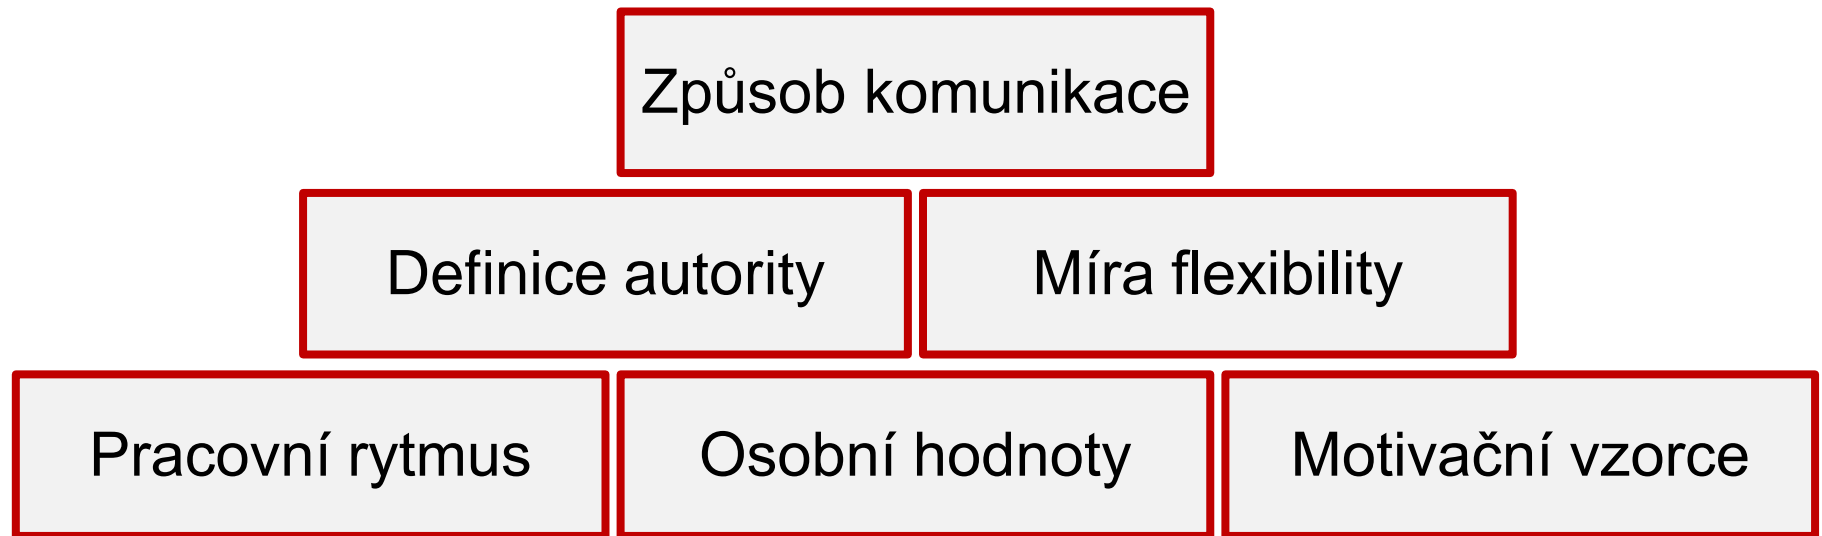 Způsob komunikace
Definice autority
Míra flexibility
Pracovní rytmus
Osobní hodnoty
Motivační vzorce